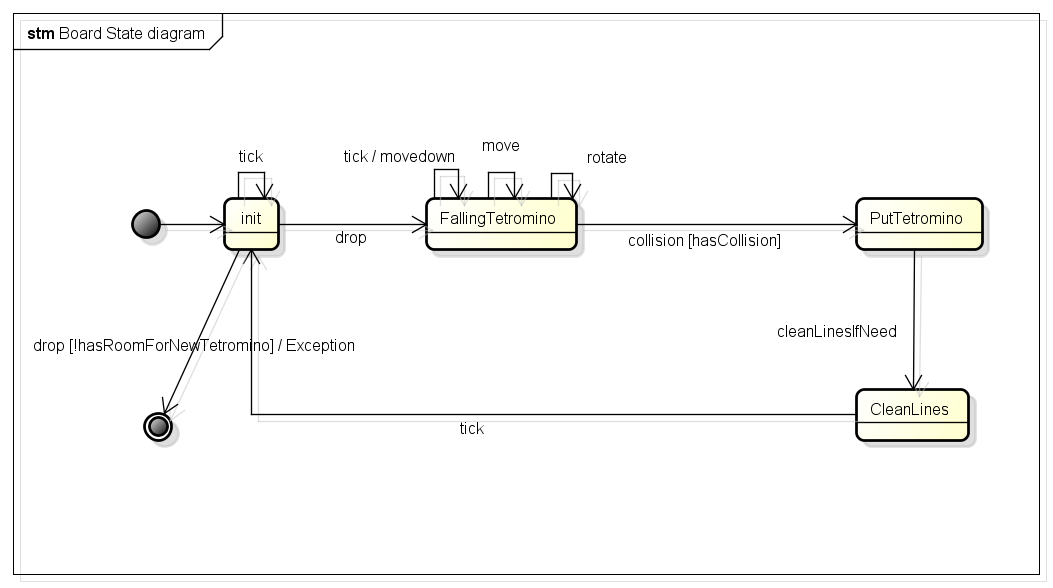 stm Board State diagram
tick
tick / movedown
move
rotate
init
FallingTetromino
PutTetromino
drop
collision [hasCollision]
cleanLinesIfNeed
drop [!hasRoomForNewTetromino] / Exception
CleanLines
tick